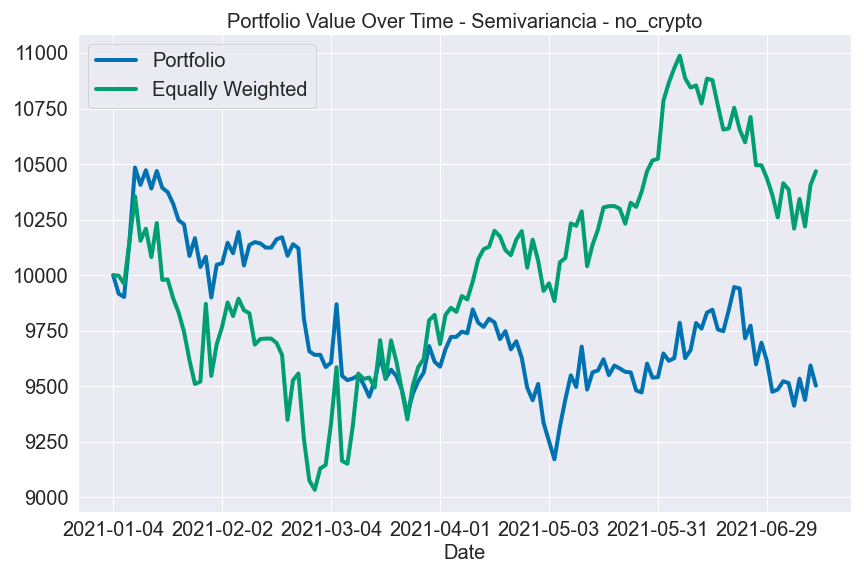 Portfolio Value Over Time - Semivariancia - no_crypto
Portfolio
Equally Weighted
11000
10750
10500
10250
10000
9750
9500
9250
9000
2021-01-04 2021-02-02 2021-03-04 2021-04-01 2021-05-03 2021-05-31 2021-06-29
Date